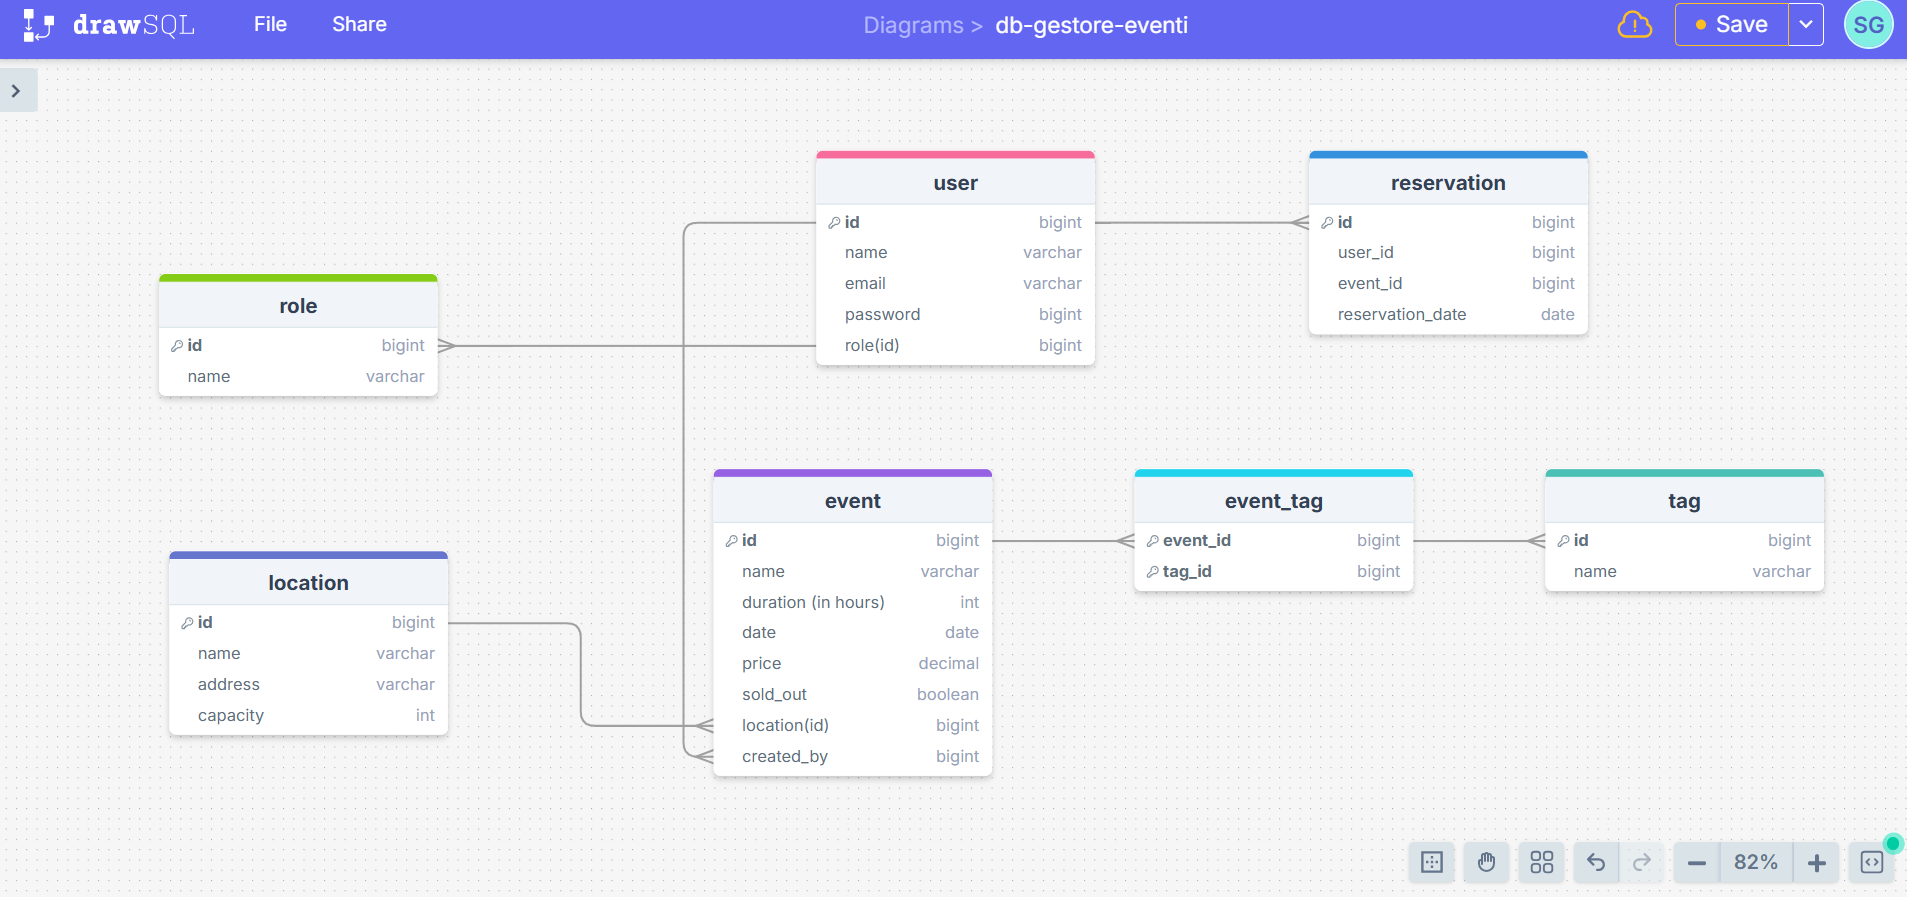 drawSQL File Share Diagrams > db-gestore-eventi Save SG
user
id bigint
name varchar
email varchar
password bigint
role(id) bigint
reservation
id bigint
user_id bigint
event_id bigint
reservation_date date
role
id bigint
name varchar
event
id bigint
name varchar
duration (in hours) int
date date
price decimal
sold_out boolean
location(id) bigint
created_by bigint
event_tag
event_id bigint
tag_id bigint
tag
id bigint
name varchar
location
id bigint
name varchar
address varchar
capacity int
82%